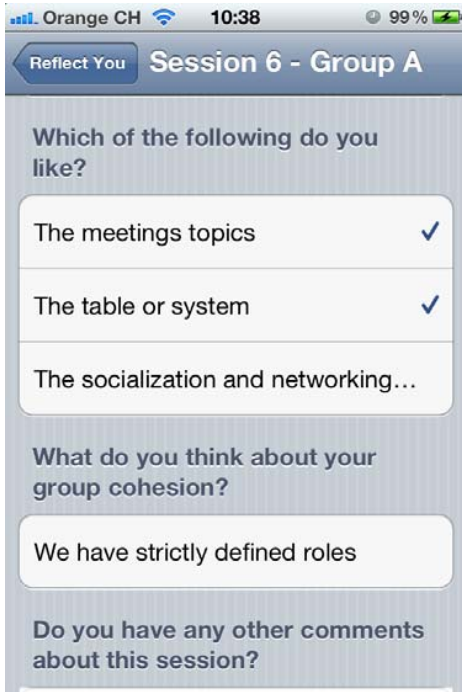 Orange CH 10:38 99%
Reflect You Session 6 - Group A
Which of the following do you
like?
The meetings topics
The table or system
The socialization and networking...
What do you think about your
group cohesion?
We have strictly defined roles
Do you have any other comments
about this session?